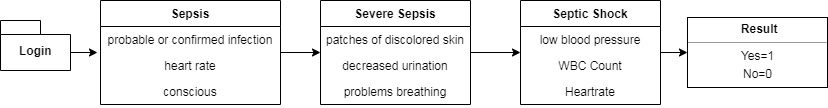 Login
Sepsis
probable or confirmed infection
heart rate
conscious
Severe Sepsis
patches of discolored skin
decreased urination
problems breathing
Septic Shock
low blood pressure
WBC Count
Heartrate
Result
Yes=1
No=0